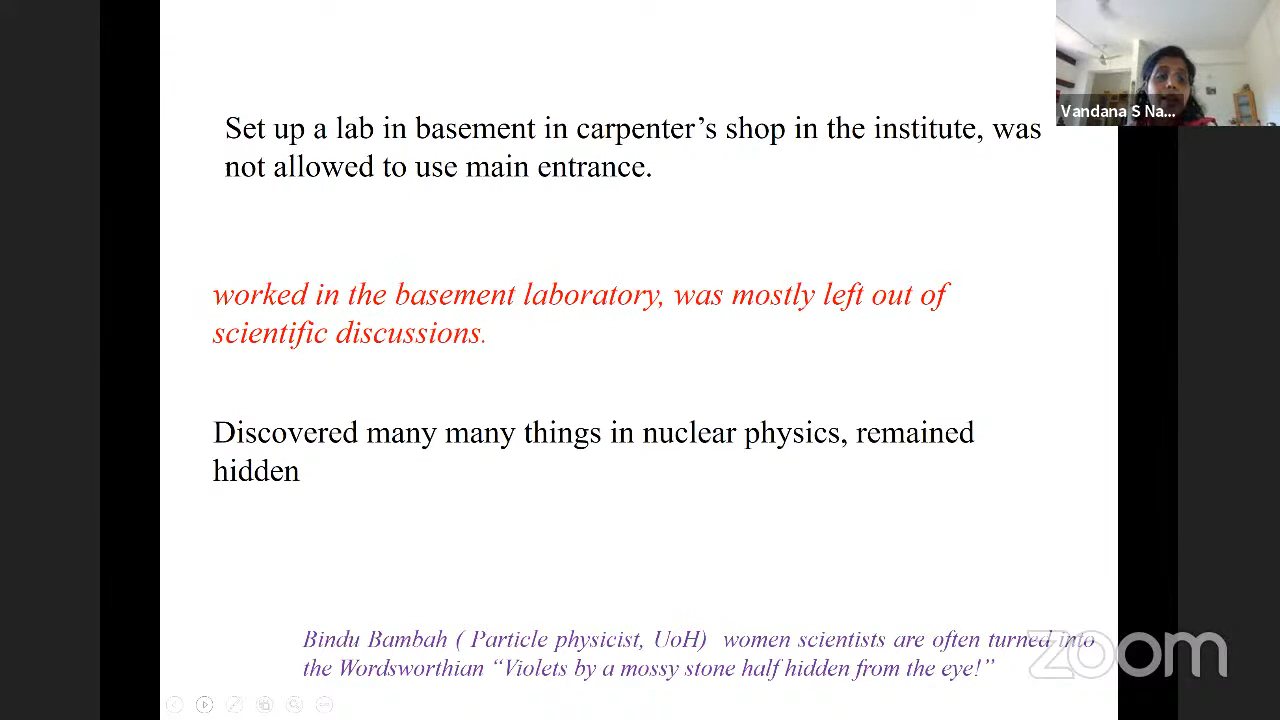 Vandana S Na...
Set up a lab in basement in carpenter’s shop in the institute, was
not allowed to use main entrance.
worked in the basement laboratory, was mostly left out of
scientific discussions.
Discovered many many things in nuclear physics, remained
hidden
Bindu Bambah ( Particle physicist, UoH) women scientists are often turned into
the Wordsworthian “Violets by a mossy stone half hidden from the eye!”
zoom